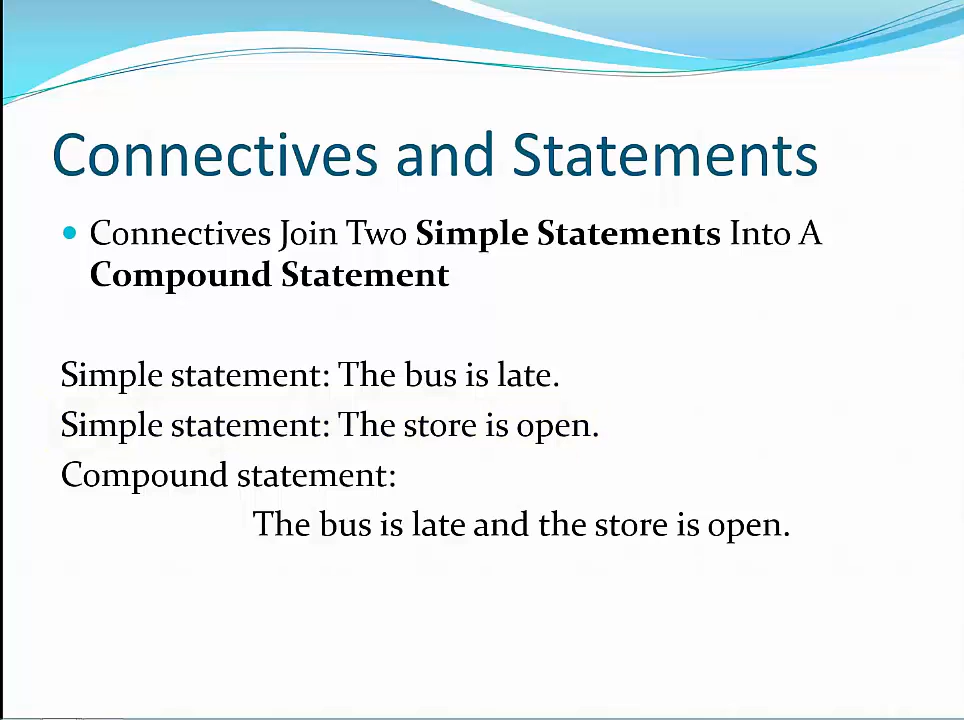 Connectives and Statements
• Connectives Join Two Simple Statements Into A
Compound Statement
Simple statement: The bus is late.
Simple statement: The store is open.
Compound statement:
The bus is late and the store is open.